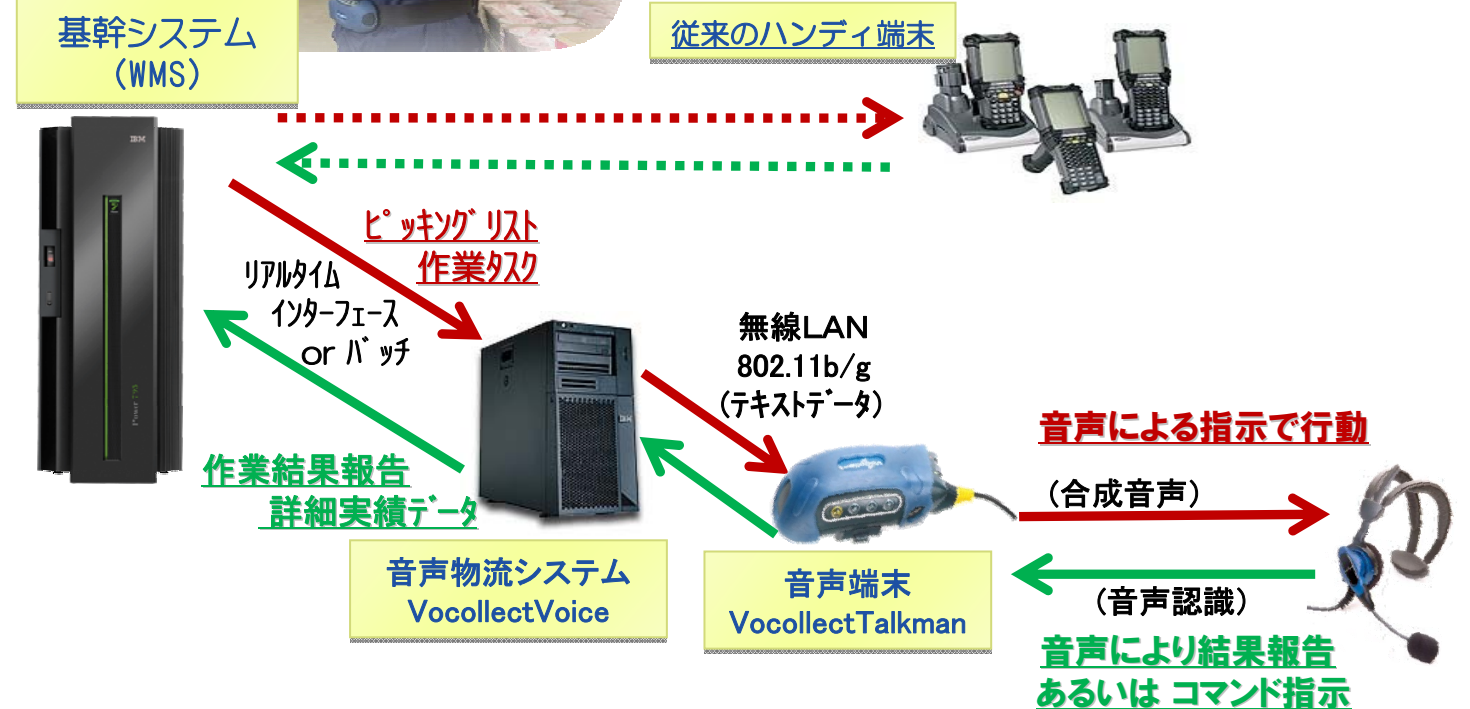 基幹システム
(WMS)
従来のハンディ端末
IBM
ﾋﾟｯｷﾝｸﾞﾘｽﾄ
作業ﾀｽｸ
ﾘｱﾙﾀｲﾑ
ｲﾝﾀｰﾌｪｰｽ
or ﾊﾞｯﾁ
Power 795
IBM
無線LAN
802.11b/g
(ﾃｷｽﾄﾃﾞｰﾀ)
作業結果報告
詳細実績ﾃﾞｰﾀ
音声による指示で行動
(合成音声)
音声物流システム
VocollectVoice
音声端末
VocollectTalkman
(音声認識)
音声により結果報告
あるいは コマンド指示